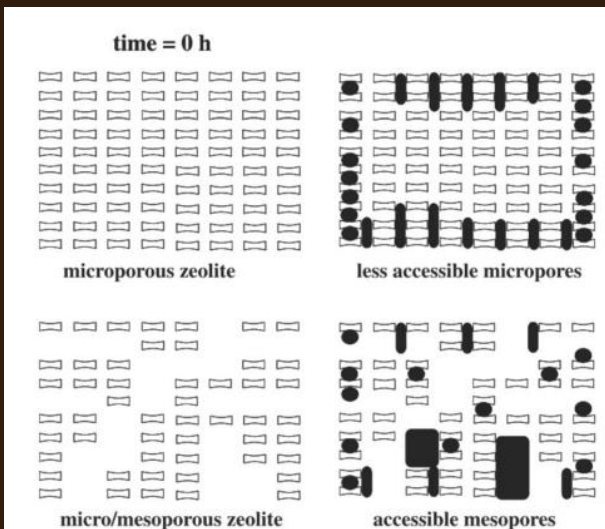 time = 0 h
microporous zeolite
less accessible micropores
micro/mesoporous zeolite
accessible mesopores